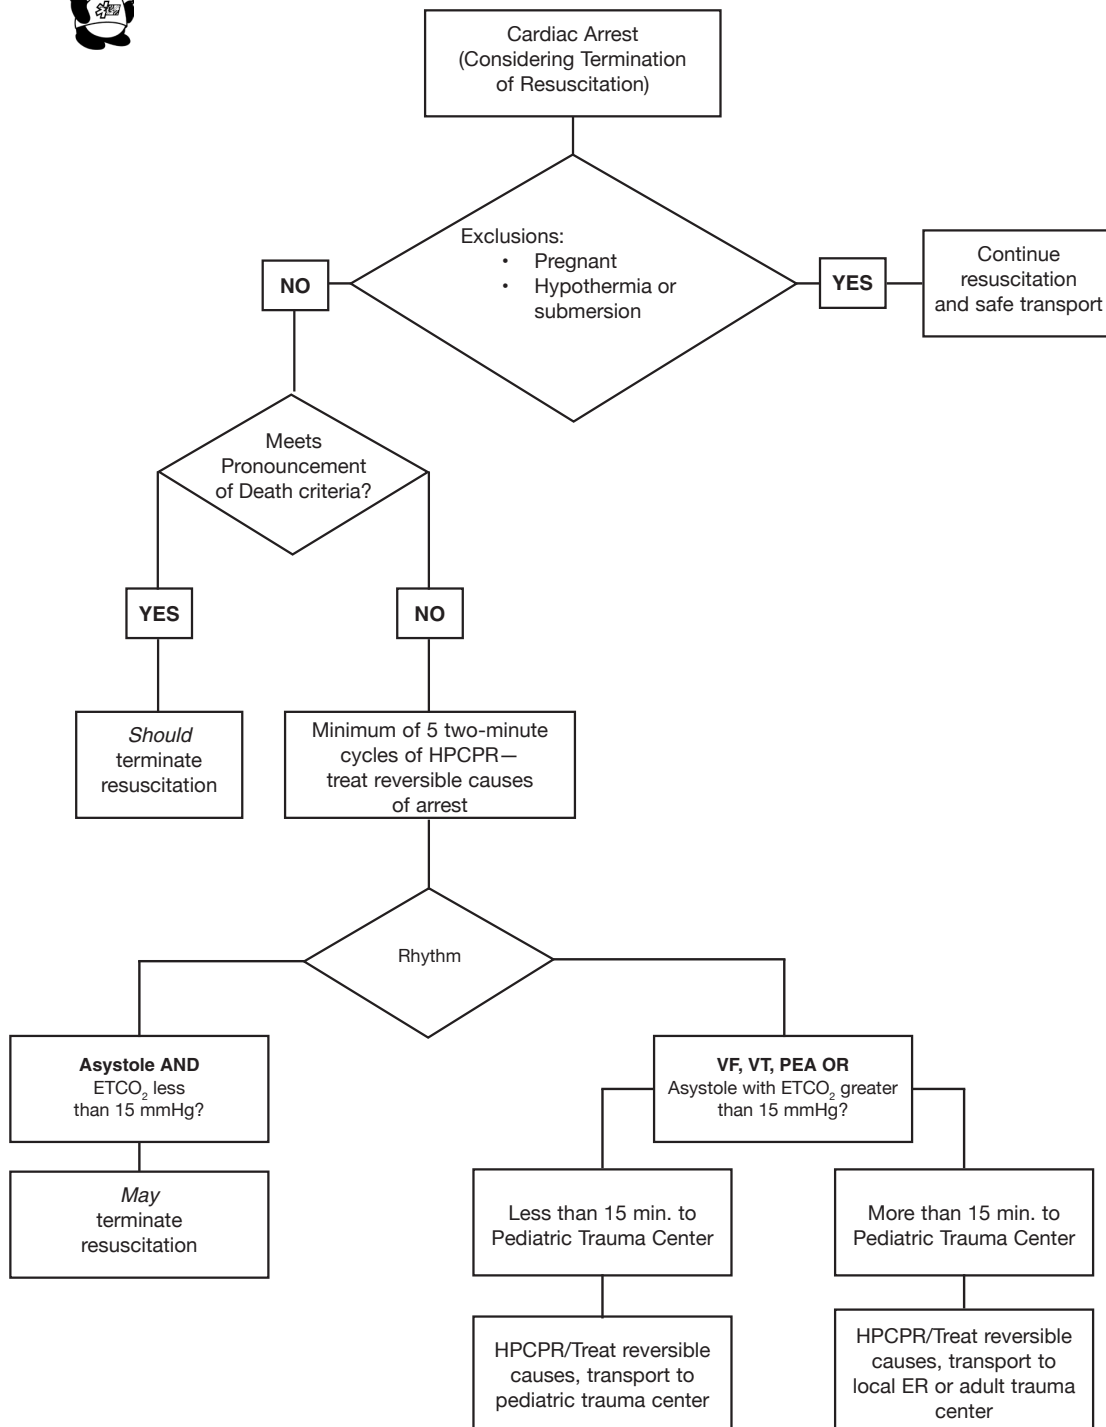 Cardiac Arrest
(Considering Termination
of Resuscitation)
Exclusions:
• Pregnant
• Hypothermia or
submersion
NO
YES
Continue
resuscitation
and safe transport
Meets
Pronouncement
of Death criteria?
YES
NO
Should
terminate
resuscitation
Minimum of 5 two-minute
cycles of HPCPR—
treat reversible causes
of arrest
Rhythm
Asystole AND
ETCO₂ less
than 15 mmHg?
VF, VT, PEA OR
Asystole with ETCO₂ greater
than 15 mmHg?
May
terminate
resuscitation
Less than 15 min. to
Pediatric Trauma Center
More than 15 min. to
Pediatric Trauma Center
HPCPR/Treat reversible
causes, transport to
pediatric trauma center
HPCPR/Treat reversible
causes, transport to
local ER or adult trauma
center